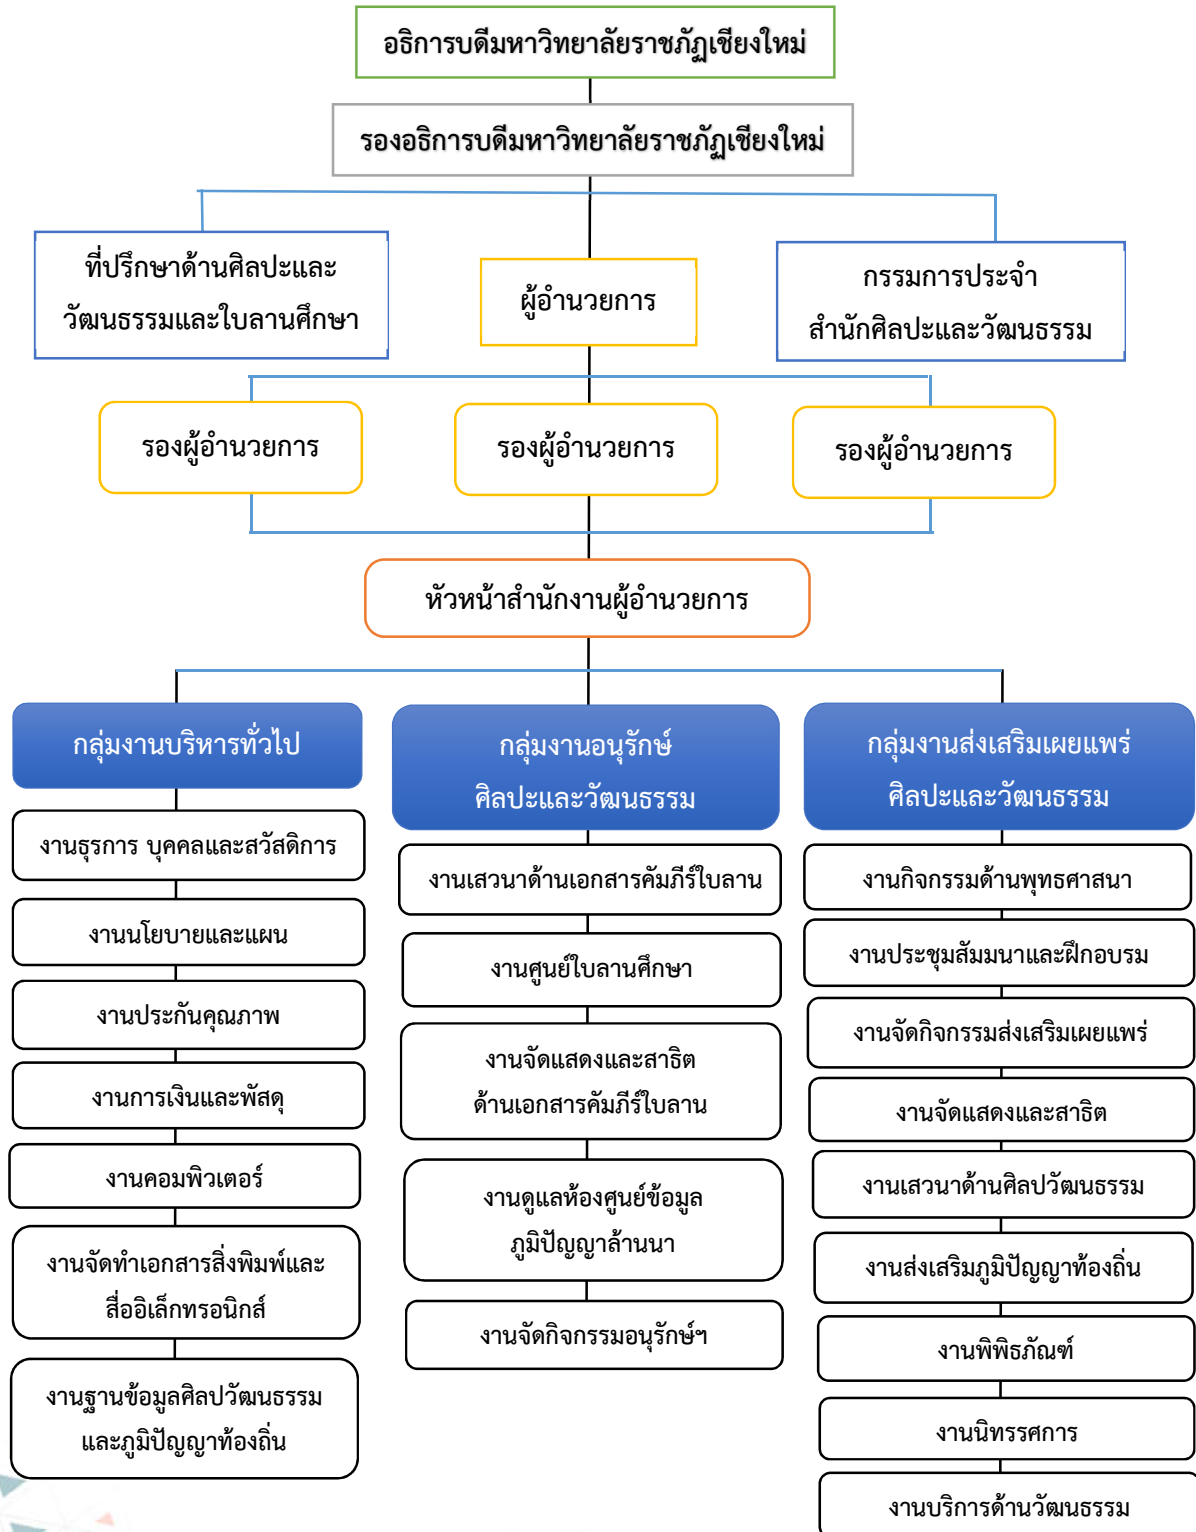 อธิการบดีมหาวิทยาลัยราชภัฏเชียงใหม่
รองอธิการบดีมหาวิทยาลัยราชภัฏเชียงใหม่
ที่ปรึกษาด้านศิลปะและ
วัฒนธรรมและใบลานศึกษา
ผู้อำนวยการ
กรรมการประจำ
สำนักศิลปะและวัฒนธรรม
รองผู้อำนวยการ
รองผู้อำนวยการ
รองผู้อำนวยการ
หัวหน้าสำนักงานผู้อำนวยการ
กลุ่มงานบริหารทั่วไป
งานธุรการ บุคคลและสวัสดิการ
งานนโยบายและแผน
งานประกันคุณภาพ
งานการเงินและพัสดุ
งานคอมพิวเตอร์
งานจัดทำเอกสารสิ่งพิมพ์และ
สื่ออิเล็กทรอนิกส์
งานฐานข้อมูลศิลปวัฒนธรรม
และภูมิปัญญาท้องถิ่น
กลุ่มงานอนุรักษ์
ศิลปะและวัฒนธรรม
งานเสวนาด้านเอกสารคัมภีร์ใบลาน
งานศูนย์ใบลานศึกษา
งานจัดแสดงและสาธิต
ด้านเอกสารคัมภีร์ใบลาน
งานดูแลห้องศูนย์ข้อมูล
ภูมิปัญญาล้านนา
งานจัดกิจกรรมอนุรักษ์ฯ
กลุ่มงานส่งเสริมเผยแพร่
ศิลปะและวัฒนธรรม
งานกิจกรรมด้านพุทธศาสนา
งานประชุมสัมมนาและฝึกอบรม
งานจัดกิจกรรมส่งเสริมเผยแพร่
งานจัดแสดงและสาธิต
งานเสวนาด้านศิลปวัฒนธรรม
งานส่งเสริมภูมิปัญญาท้องถิ่น
งานพิพิธภัณฑ์
งานนิทรรศการ
งานบริการด้านวัฒนธรรม